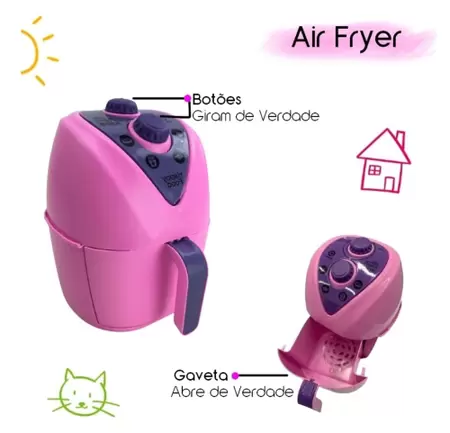 Air Fryer
Botões
Giram de Verdade
Gaveta
Abre de Verdade